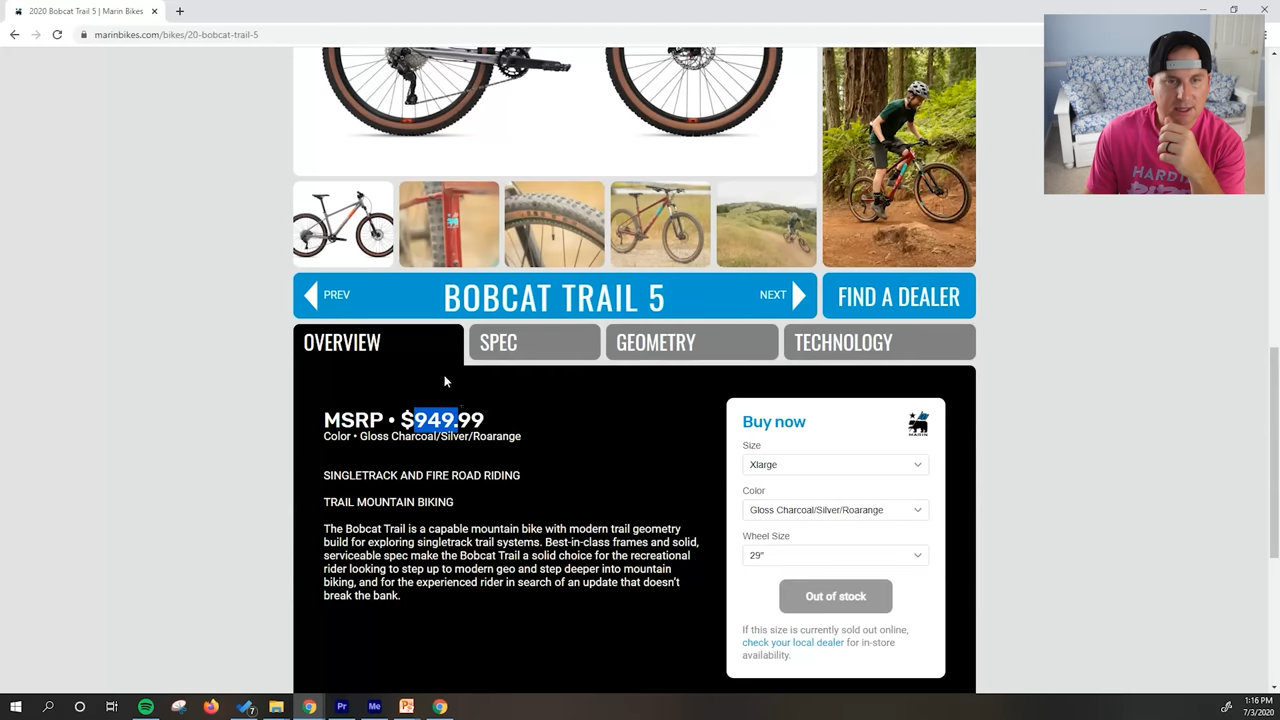 2020 Bobcat Trail 5 | Marin Bikes
marinbikes.com/bikes/20-bobcat-trail-5
PREV
BOBCAT TRAIL 5
NEXT
FIND A DEALER
OVERVIEW
SPEC
GEOMETRY
TECHNOLOGY
MSRP • $949.99
Color • Gloss Charcoal/Silver/Roarange
SINGLETRACK AND FIRE ROAD RIDING
TRAIL MOUNTAIN BIKING
The Bobcat Trail is a capable mountain bike with modern trail geometry
build for exploring singletrack trail systems. Best-in-class frames and solid,
serviceable spec make the Bobcat Trail a solid choice for the recreational
rider looking to step up to modern geo and step deeper into mountain
biking, and for the experienced rider in search of an update that doesn't
break the bank.
Buy now
MARIN
Size
Xlarge
Color
Gloss Charcoal/Silver/Roarange
Wheel Size
29"
Out of stock
If this size is currently sold out online,
check your local dealer for in-store
availability.
HARDTA
Pr
Me
1:16 PM
7/3/2020